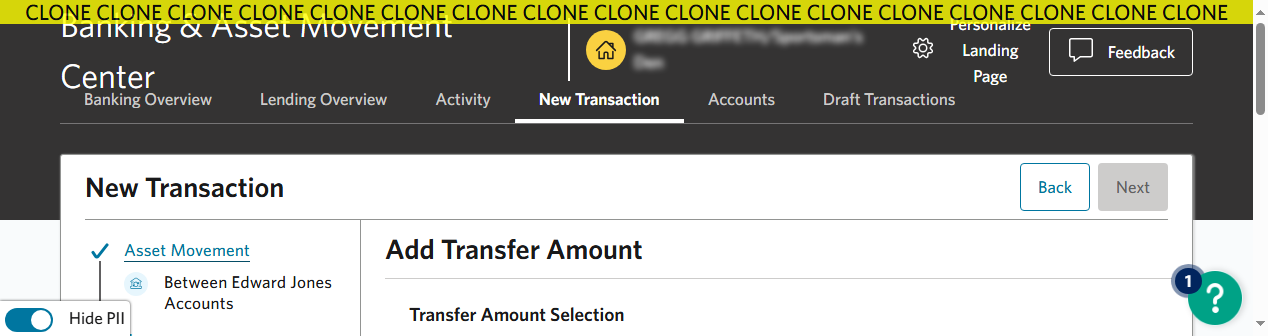 CLONE CLONE CLONE CLONE CLONE CLONE CLONE CLONE CLONE CLONE CLONE CLONE CLONE CLONE CLONE CLONE CLONE
Banking & Asset Movement
Center
Personalize
Landing
Page
Feedback
Banking Overview
Lending Overview
Activity
New Transaction
Accounts
Draft Transactions
New Transaction
Back
Next
Asset Movement
Between Edward Jones
Accounts
Add Transfer Amount
Transfer Amount Selection
Hide PII
1
?